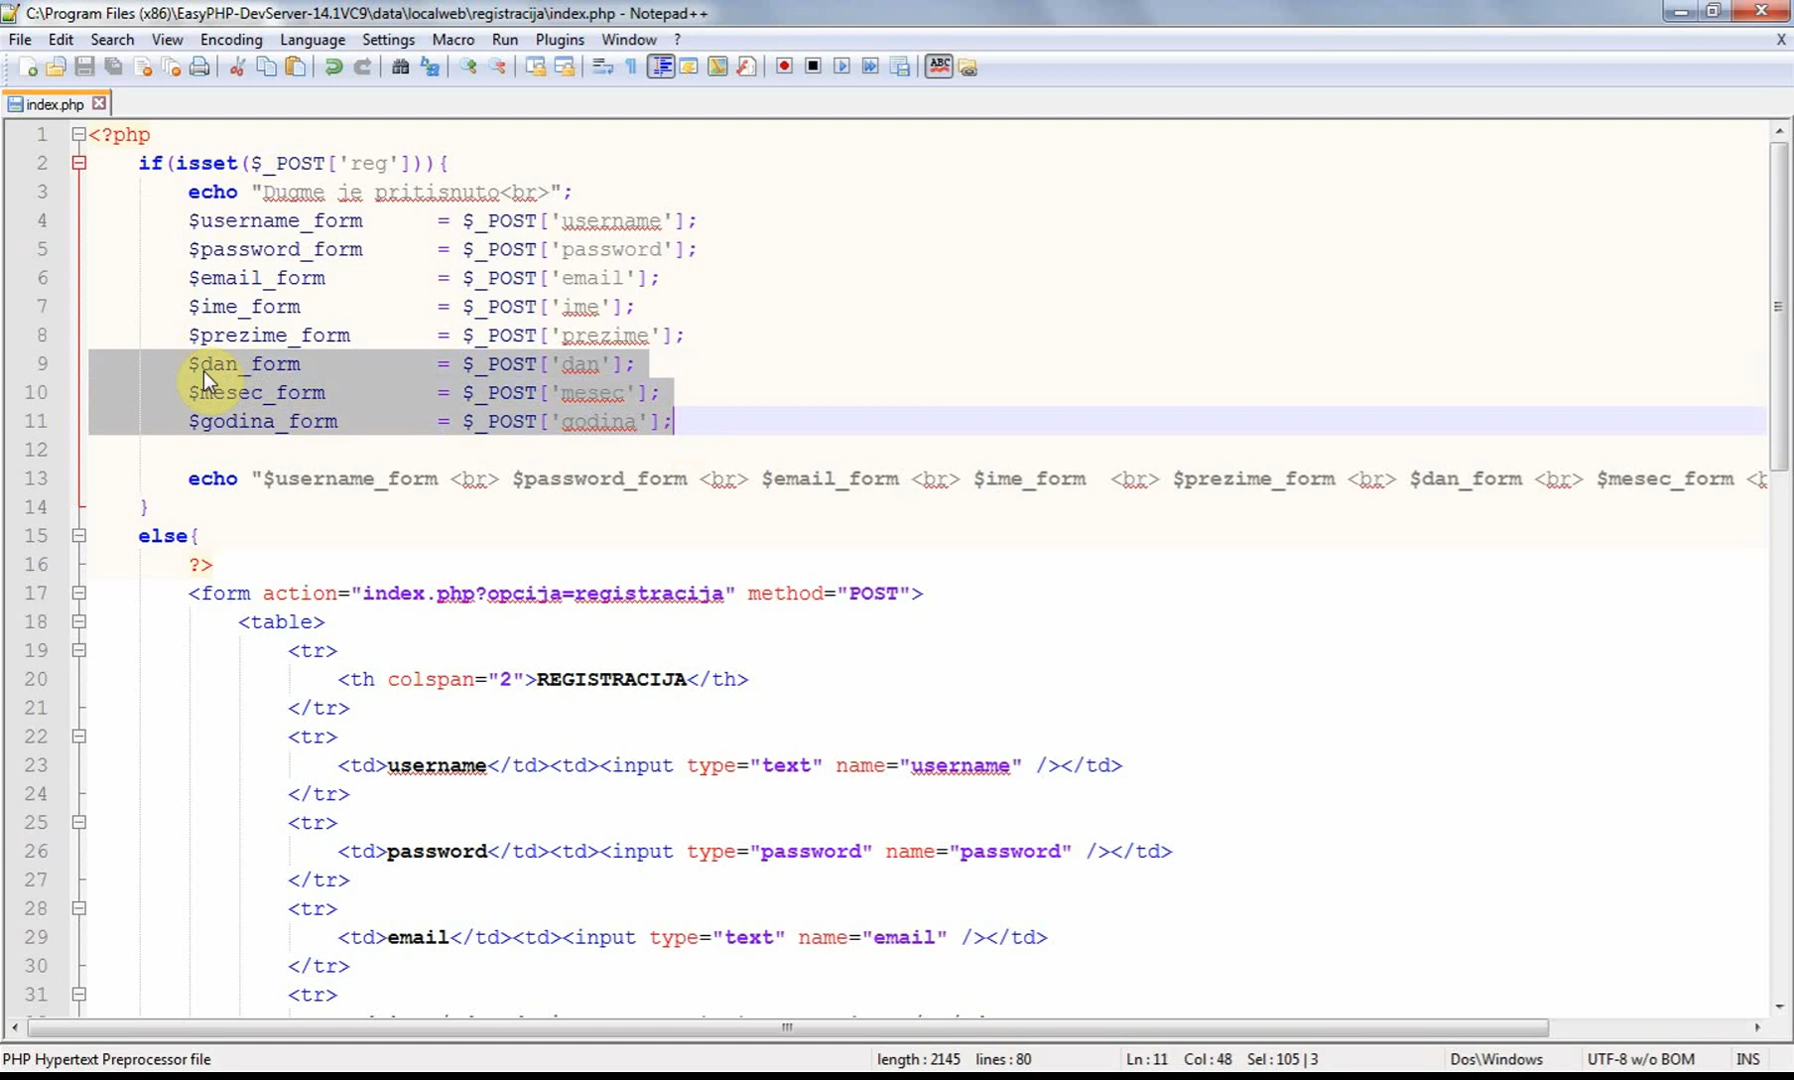 C:\Program Files (x86)\EasyPHP-DevServer-14.1VC9\data\localweb\registracija\index.php - Notepad++
File Edit Search View Encoding Language Settings Macro Run Plugins Window ? X
ABC
index.php
1 <?php
2 if(isset($_POST['reg'])){
3 echo "Dugme je pritisnuto<br>";
4 $username_form = $_POST['username'];
5 $password_form = $_POST['password'];
6 $email_form = $_POST['email'];
7 $ime_form = $_POST['ime'];
8 $prezime_form = $_POST['prezime'];
9 $dan_form = $_POST['dan'];
10 $mesec_form = $_POST['mesec'];
11 $godina_form = $_POST['godina'];
12
13 echo "$username_form <br> $password_form <br> $email_form <br> $ime_form <br> $prezime_form <br> $dan_form <br> $mesec_form <b
14 }
15 else{
16 ?>
17 <form action="index.php?opcija=registracija" method="POST">
18 <table>
19 <tr>
20 <th colspan="2">REGISTRACIJA</th>
21 </tr>
22 <tr>
23 <td>username</td><td><input type="text" name="username" /></td>
24 </tr>
25 <tr>
26 <td>password</td><td><input type="password" name="password" /></td>
27 </tr>
28 <tr>
29 <td>email</td><td><input type="text" name="email" /></td>
30 </tr>
31 <tr>
PHP Hypertext Preprocessor file length : 2145 lines : 80 Ln : 11 Col : 48 Sel : 105 | 3 Dos\Windows UTF-8 w/o BOM INS